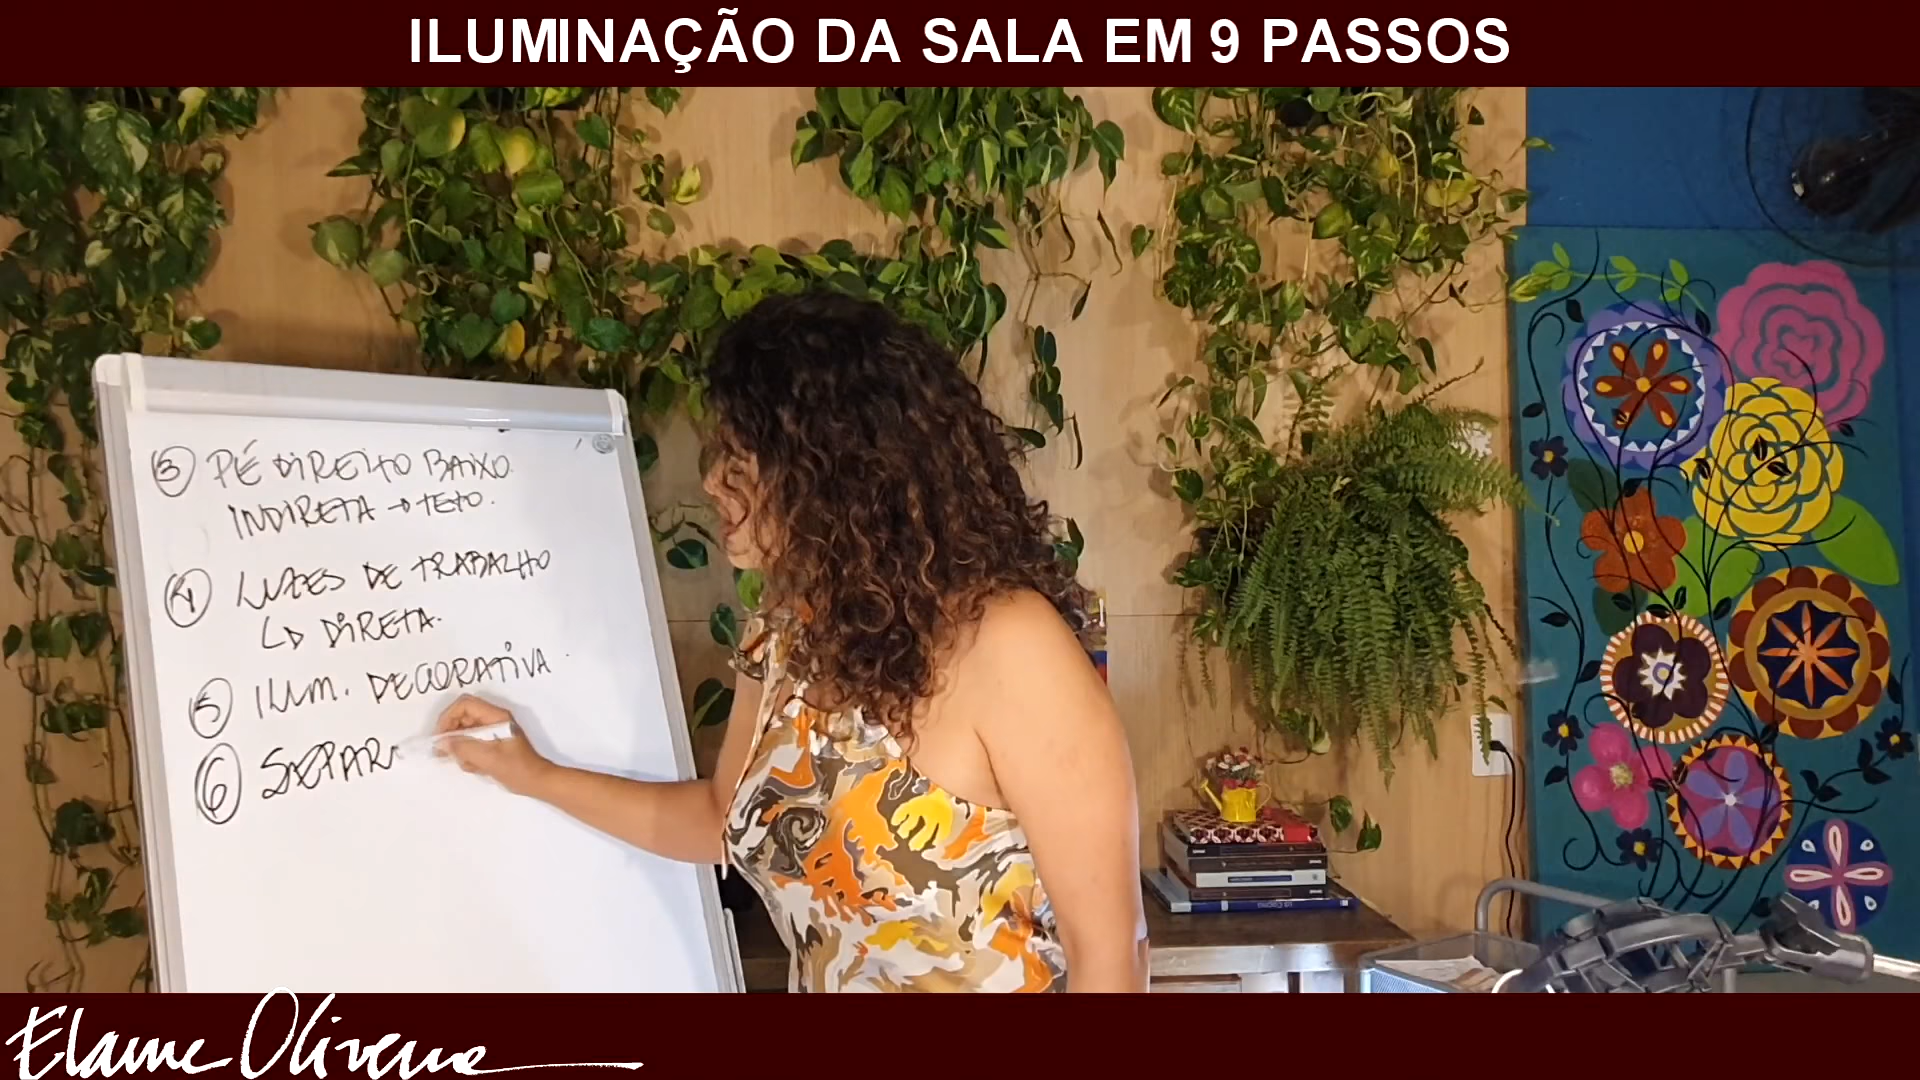 ILUMINAÇÃO DA SALA EM 9 PASSOS
3 PÉ DIREITO BAIXO.
INDIRETA → TETO.
4 LUZES DE TRABALHO
↳ DIRETA.
5 ILUM. DECORATIVA
6 SEPAR
Elaine Oliveira